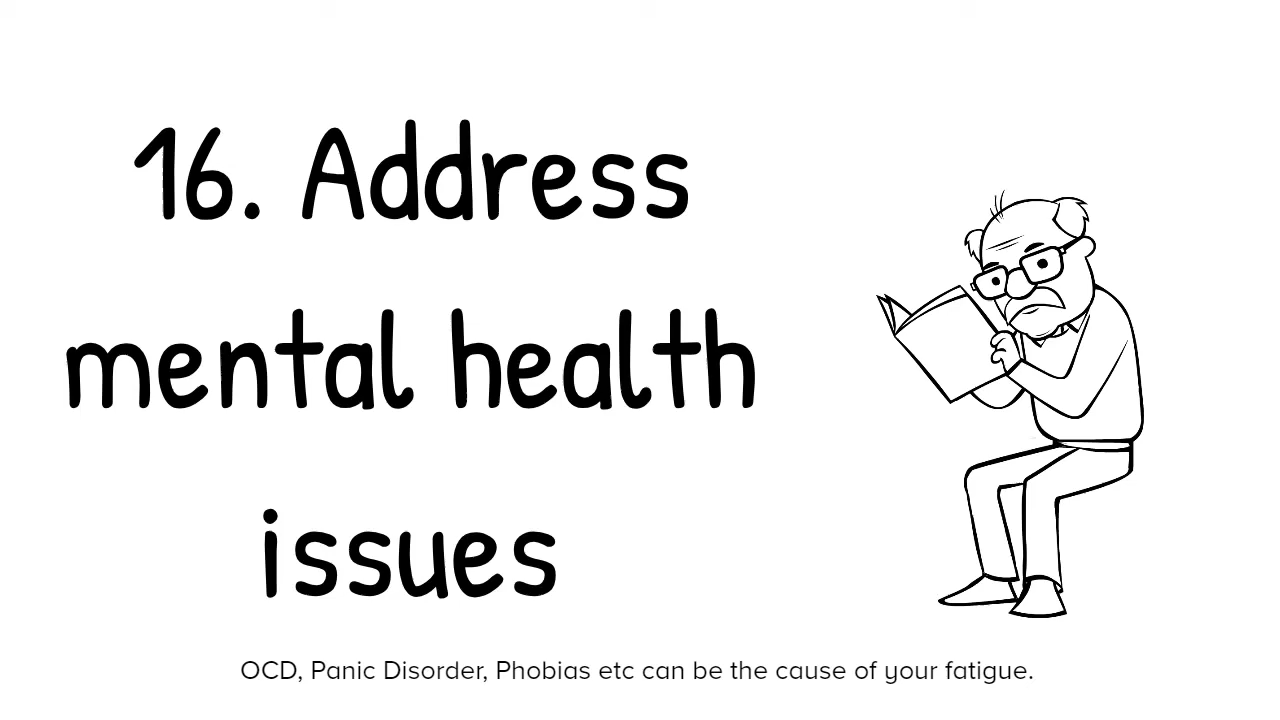 16. Address
mental health
issues
OCD, Panic Disorder, Phobias etc can be the cause of your fatigue.